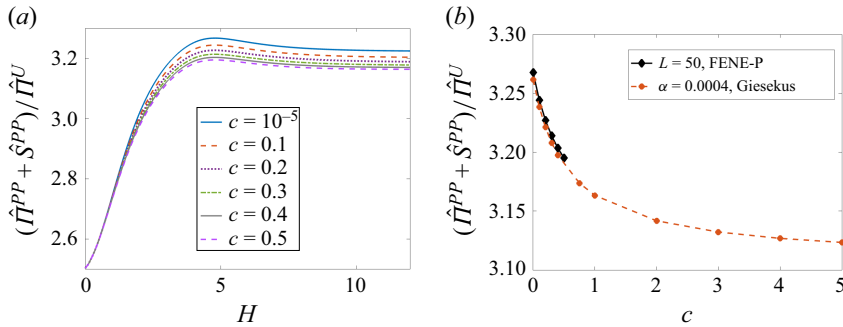 (a)
(Π̂^PP + Ŝ^PP)/Π̂^U
3.2
3.0
2.8
2.6
c = 10⁻⁵
c = 0.1
c = 0.2
c = 0.3
c = 0.4
c = 0.5
0
5
10
H
(b)
(Π̂^PP + Ŝ^PP)/Π̂^U
3.30
3.25
3.20
3.15
3.10
L = 50, FENE-P
α = 0.0004, Giesekus
0
1
2
3
4
5
c